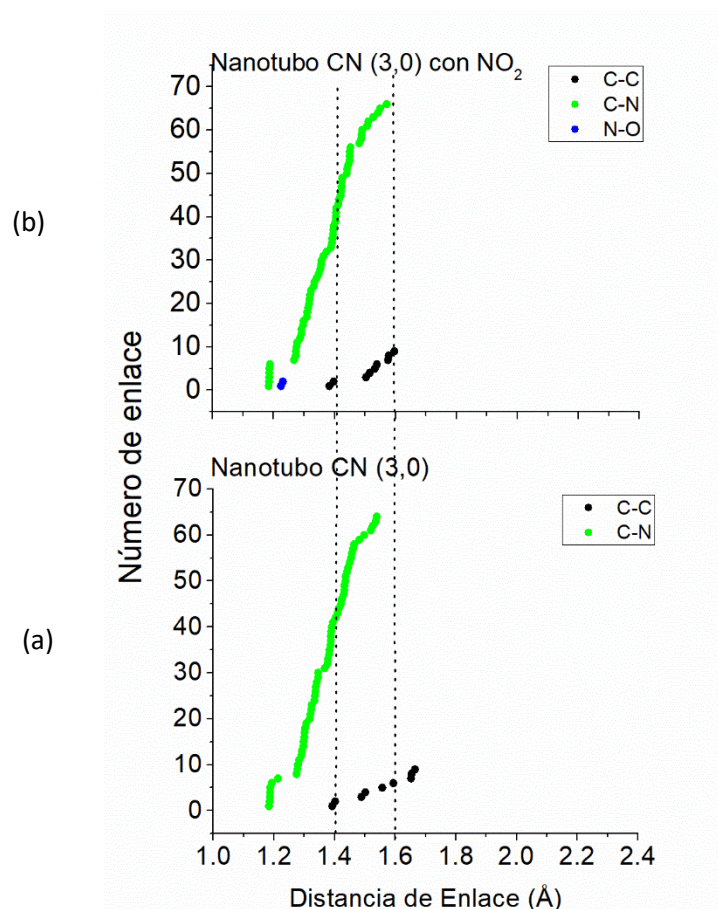 (b)
Nanotubo CN (3,0) con NO₂
C-C
C-N
N-O
70
60
50
40
30
20
10
0
Número de enlace
(a)
Nanotubo CN (3,0)
C-C
C-N
70
60
50
40
30
20
10
0
1.0 1.2 1.4 1.6 1.8 2.0 2.2 2.4
Distancia de Enlace (Å)